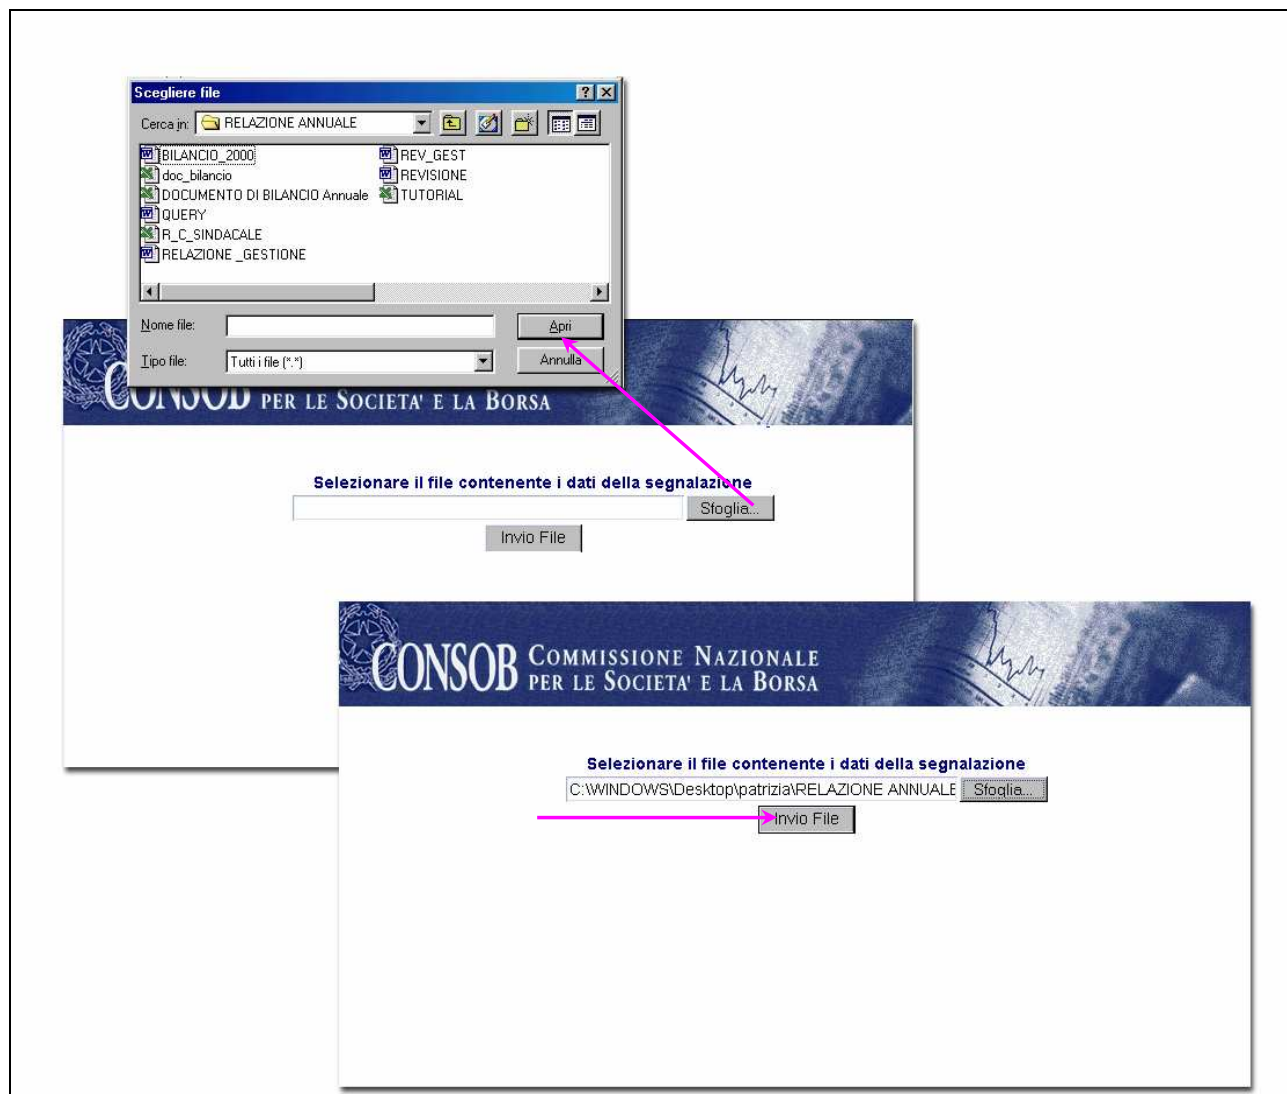 Scegliere file
Cerca in: RELAZIONE ANNUALE
BILANCIO_2000
doc_bilancio
DOCUMENTO DI BILANCIO Annuale
QUERY
R_C_SINDACALE
RELAZIONE _GESTIONE
REV_GEST
REVISIONE
TUTORIAL
Nome file:
Apri
Tipo file: Tutti i file (*.*)
Annulla
CONSOB PER LE SOCIETA' E LA BORSA
Selezionare il file contenente i dati della segnalazione
Sfoglia...
Invio File
CONSOB COMMISSIONE NAZIONALE
PER LE SOCIETA' E LA BORSA
Selezionare il file contenente i dati della segnalazione
C:\WINDOWS\Desktop\patrizia\RELAZIONE ANNUALE Sfoglia...
Invio File